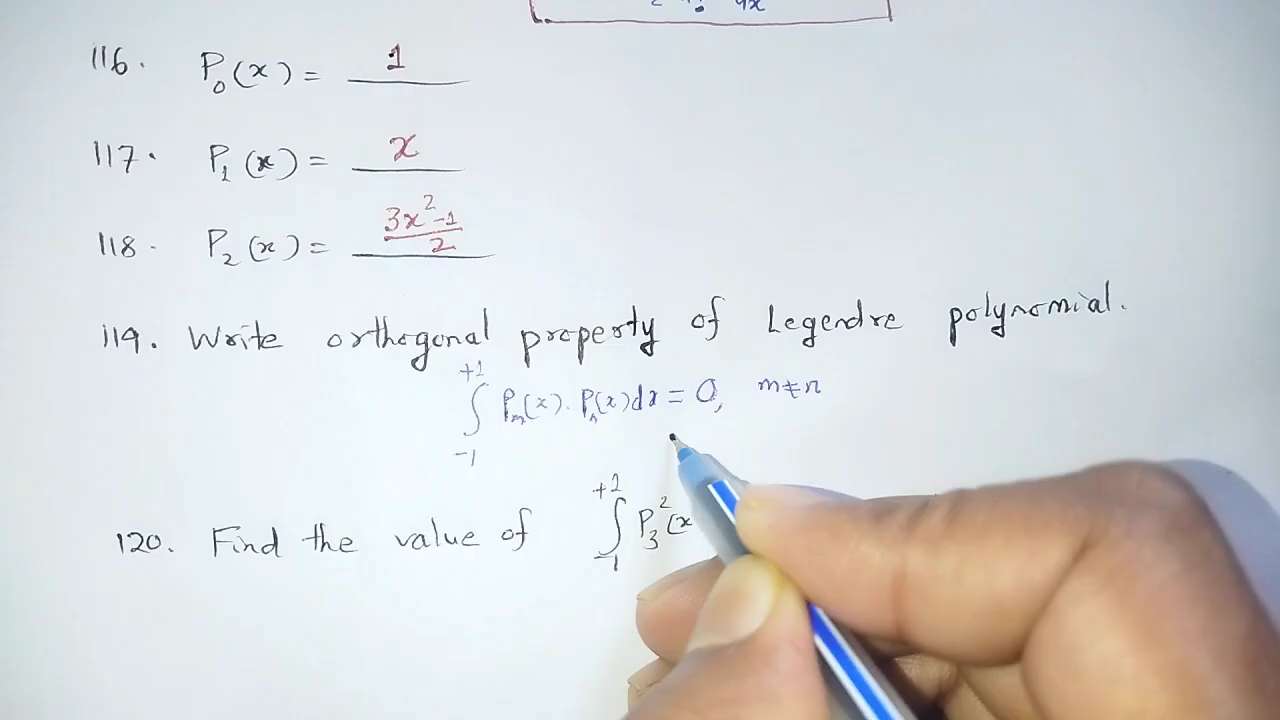 116. P₀(x) = 1
117. P₁(x) = x
118. P₂(x) = 3x²-1/2
119. Write orthogonal property of Legendre polynomial.
∫₋₁⁺¹ Pₘ(x). Pₙ(x)dx = 0, m≠n
120. Find the value of ∫₋₁⁺¹ P₃²(x